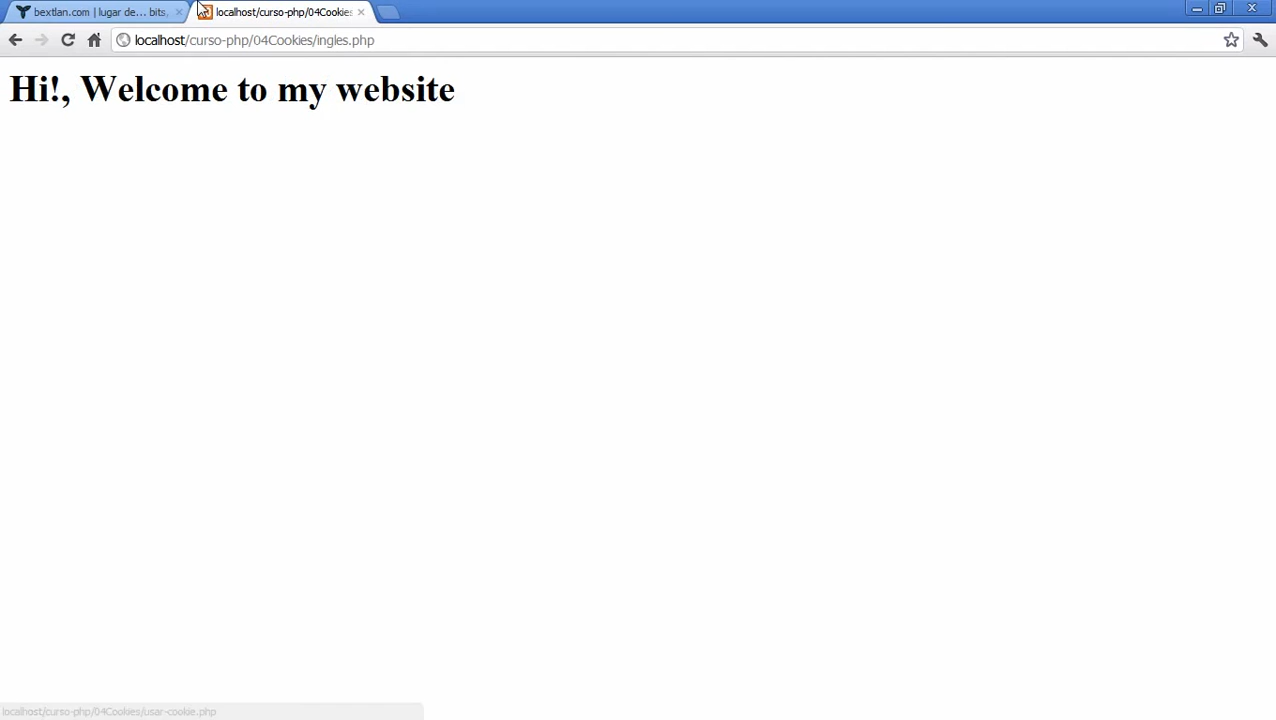 bextlan.com | lugar de... bits,
localhost/curso-php/04Cookies
localhost/curso-php/04Cookies/ingles.php
Hi!, Welcome to my website
localhost/curso-php/04Cookies/usar-cookie.php